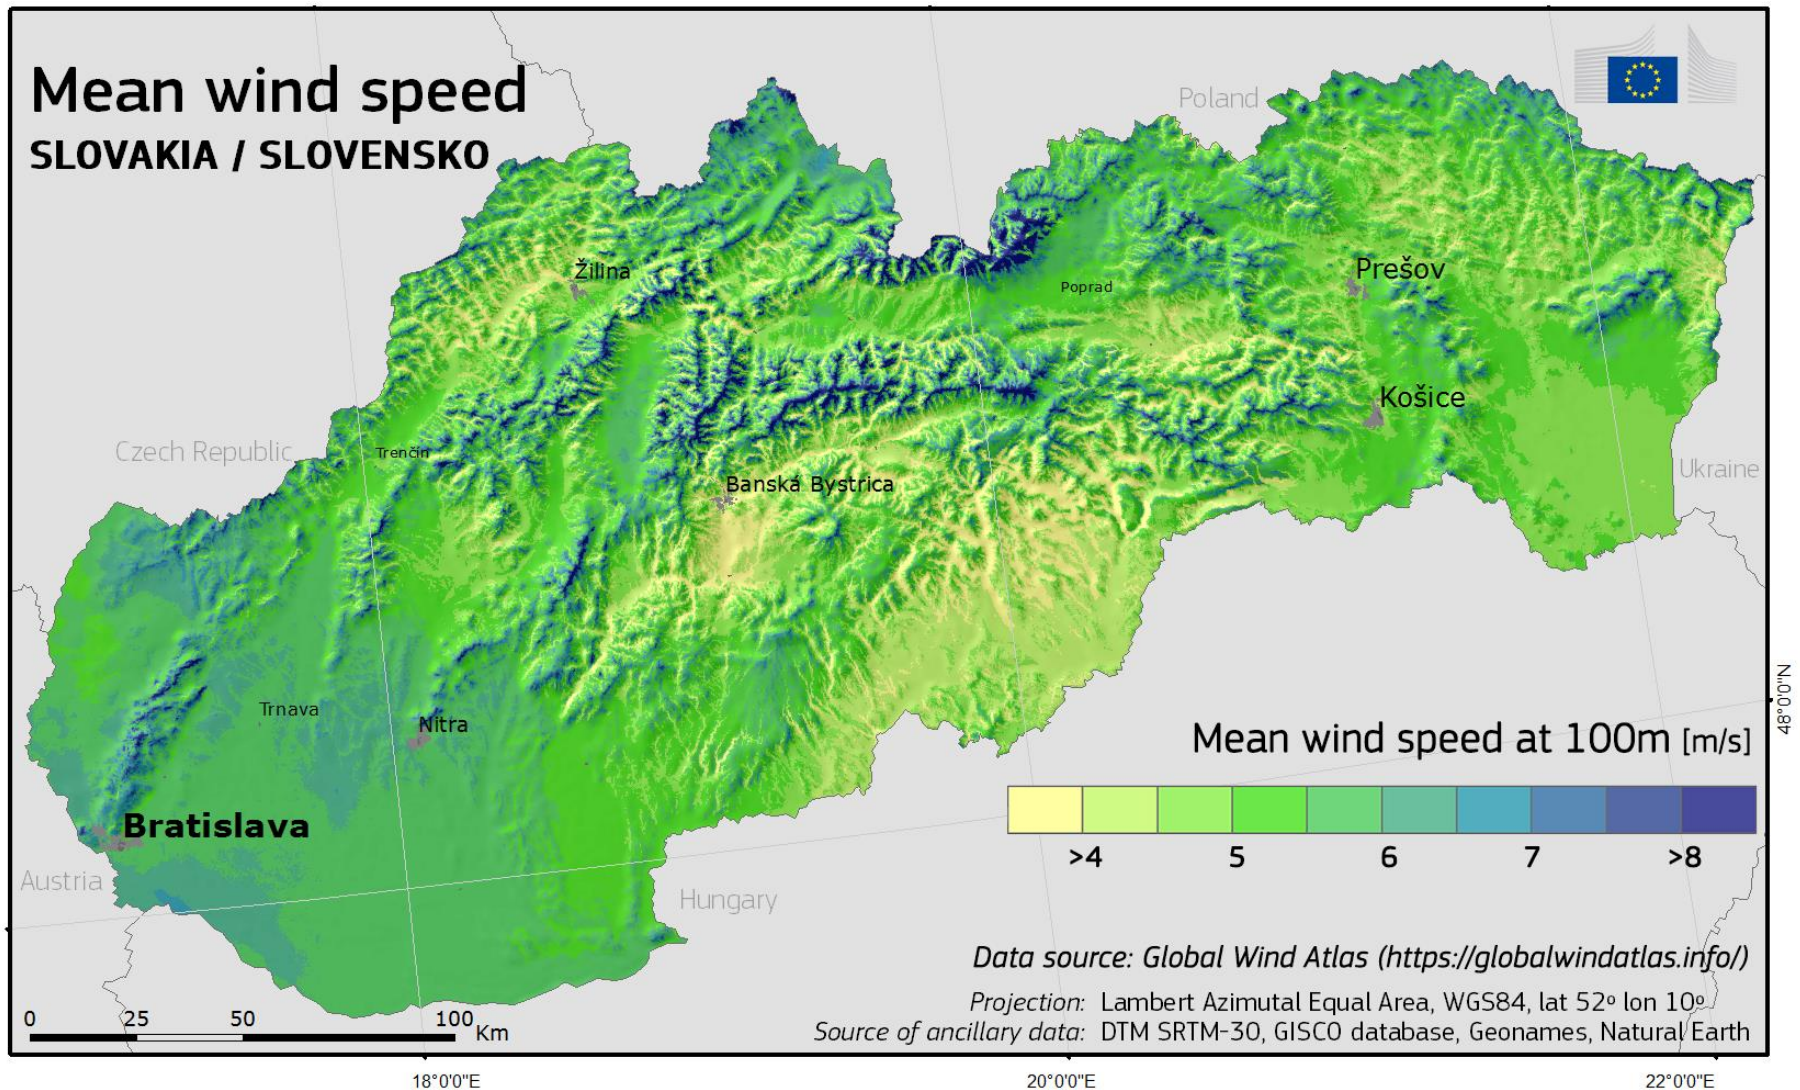 Mean wind speed
SLOVAKIA / SLOVENSKO
Poland
Žilina
Prešov
Poprad
Košice
Czech Republic
Trenčín
Ukraine
Banská Bystrica
48°0'0"N
Trnava
Nitra
Mean wind speed at 100m [m/s]
>4 5 6 7 >8
Bratislava
Austria
Hungary
Data source: Global Wind Atlas (https://globalwindatlas.info/)
Projection: Lambert Azimutal Equal Area, WGS84, lat 52º lon 10º
Source of ancillary data: DTM SRTM-30, GISCO database, Geonames, Natural Earth
0 25 50 100 Km
18°0'0"E 20°0'0"E 22°0'0"E